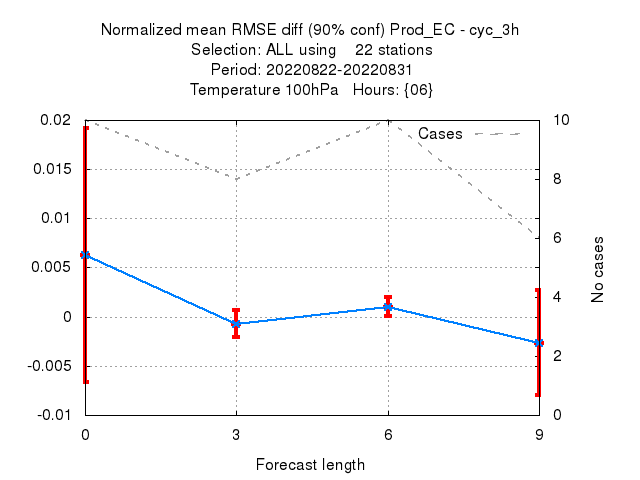 Normalized mean RMSE diff (90% conf) Prod_EC - cyc_3h
Selection: ALL using    22 stations
Period: 20220822-20220831
Temperature 100hPa   Hours: {06}
0.02
0.015
0.01
0.005
0
-0.005
-0.01
Cases
10
8
6
4
2
0
No cases
0 3 6 9
Forecast length